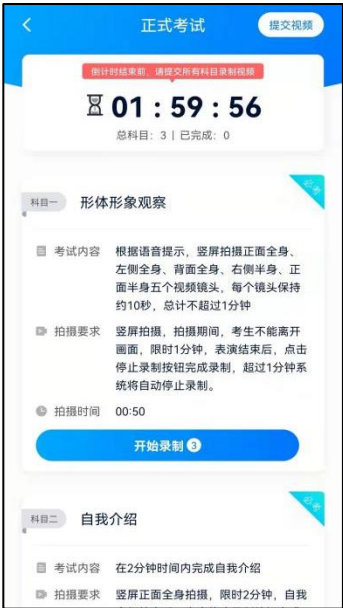 正式考试
提交视频
倒计时结束前，请提交所有科目录制视频
01 : 59 : 56
总科目：3 | 已完成：0
必考
科目一
形体形象观察
考试内容
根据语音提示，竖屏拍摄正面全身、
左侧全身、背面全身、右侧半身、正
面半身五个视频镜头，每个镜头保持
约10秒，总计不超过1分钟
拍摄要求
竖屏拍摄，拍摄期间，考生不能离开
画面，限时1分钟，表演结束后，点击
停止录制按钮完成录制，超过1分钟系
统将自动停止录制。
拍摄时间
00:50
开始录制 3
必考
科目二
自我介绍
考试内容
在2分钟时间内完成自我介绍
拍摄要求
竖屏正面全身拍摄，限时2分钟，自我